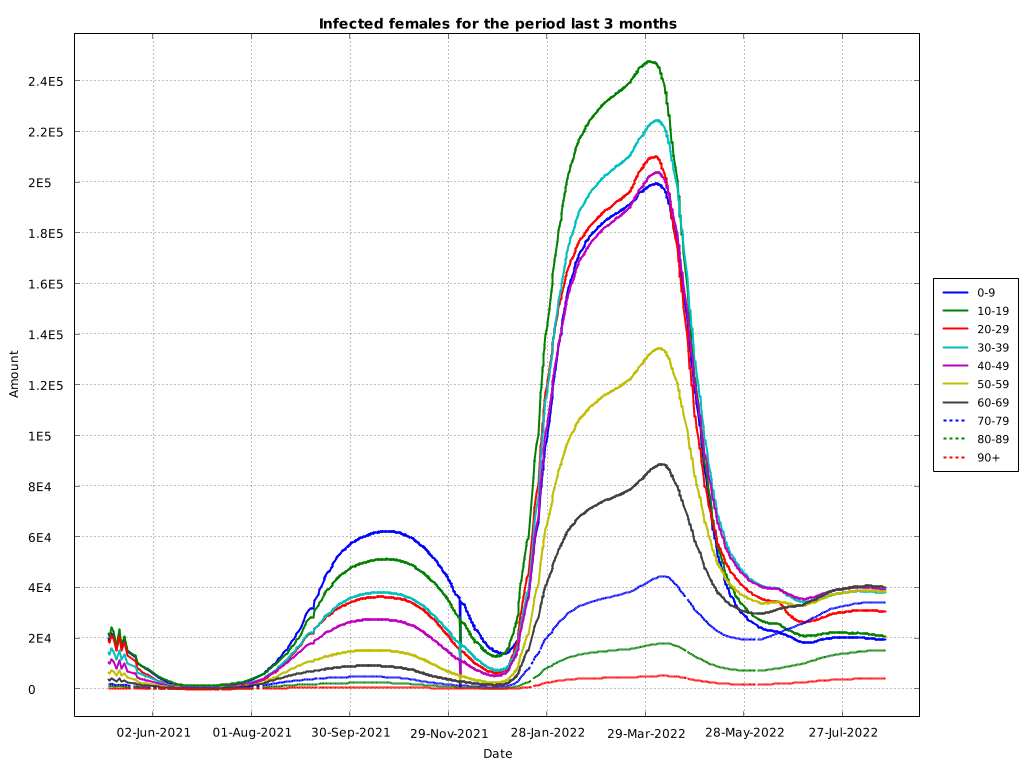 Infected females for the period last 3 months
2.4E5
2.2E5
2E5
1.8E5
1.6E5
1.4E5
1.2E5
1E5
8E4
6E4
4E4
2E4
0
Amount
02-Jun-2021 01-Aug-2021 30-Sep-2021 29-Nov-2021 28-Jan-2022 29-Mar-2022 28-May-2022 27-Jul-2022
Date
0-9
10-19
20-29
30-39
40-49
50-59
60-69
70-79
80-89
90+